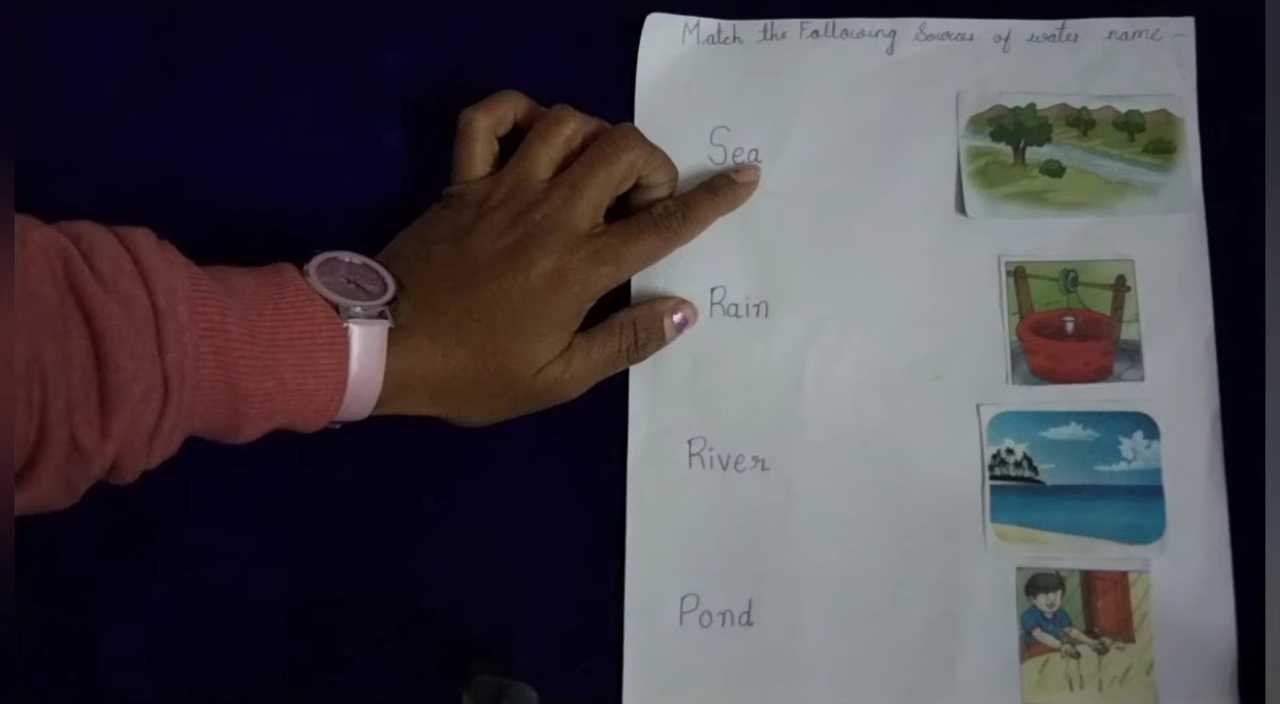 Match the Following Sources of water name -
Sea
Rain
River
Pond